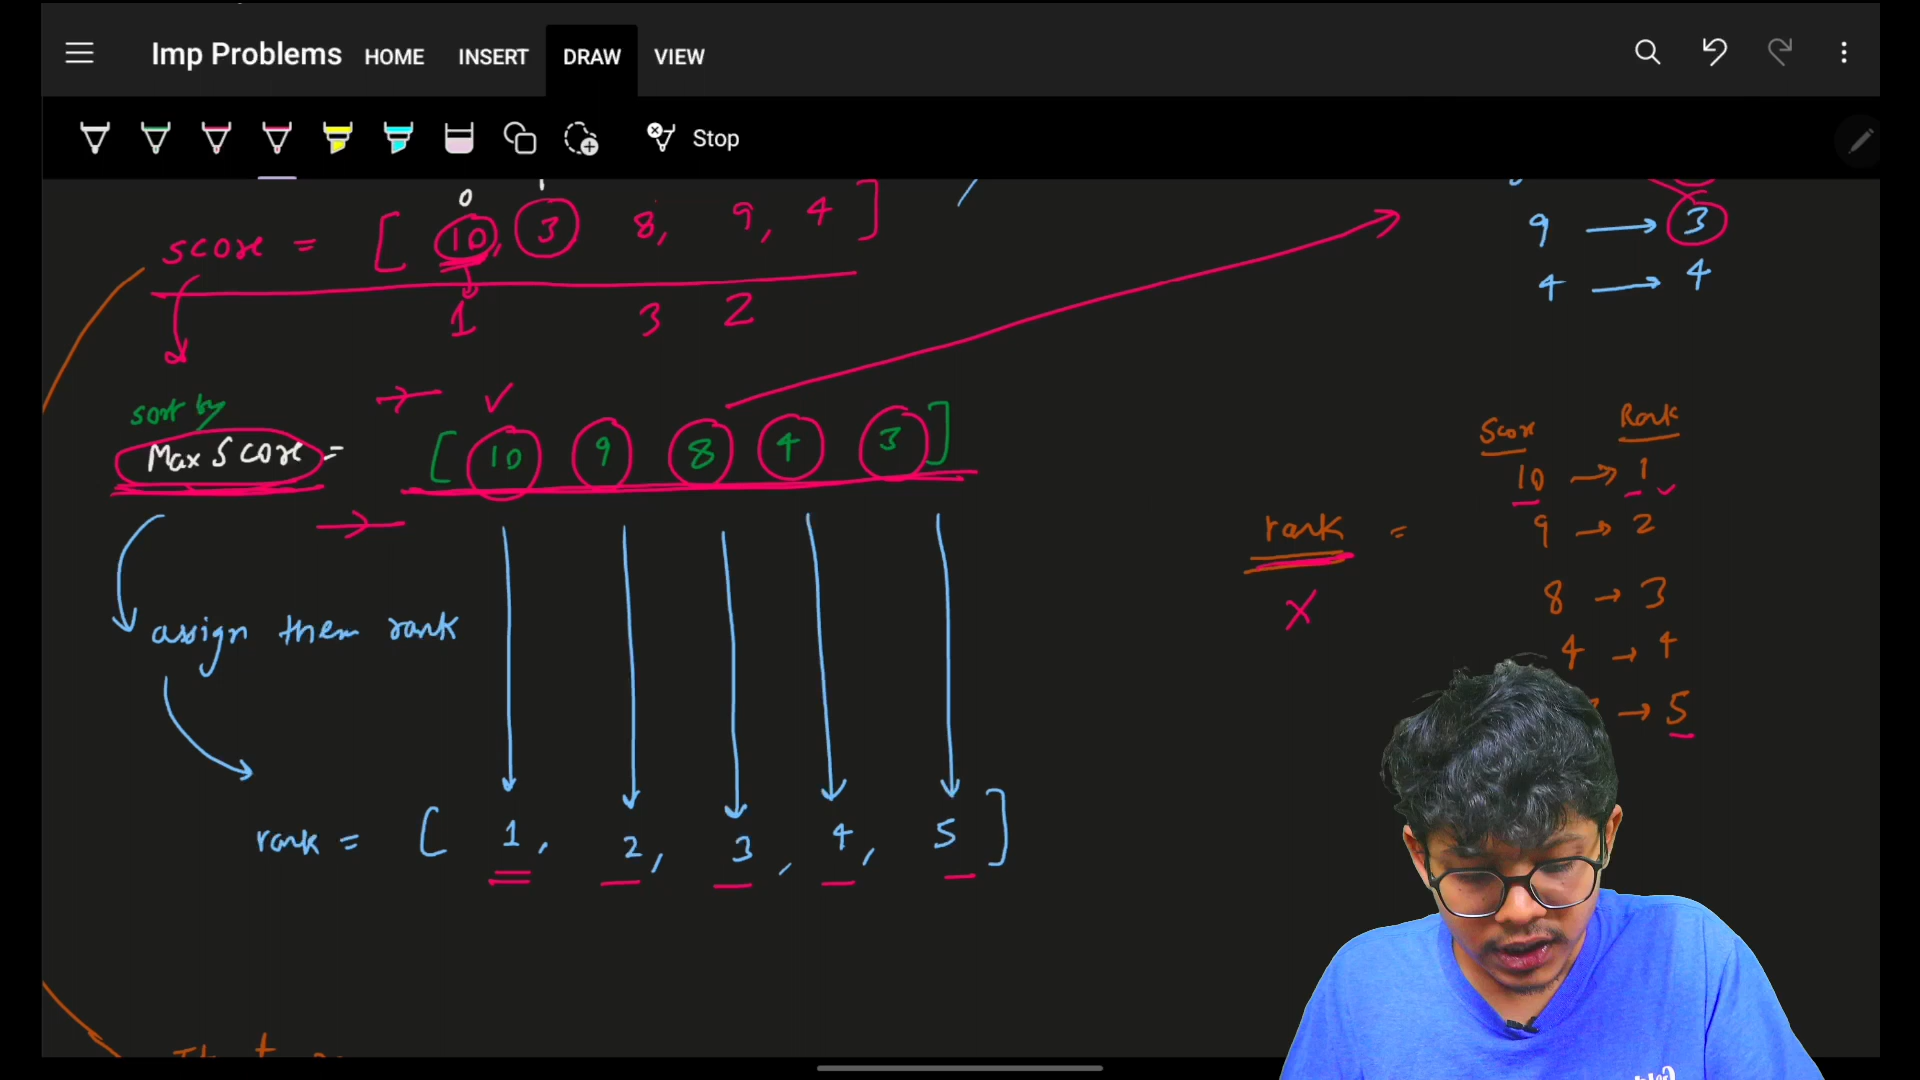 Imp Problems HOME INSERT DRAW VIEW
Stop
0
score = [ 10, 3 8, 9, 4 ]
1 3 2
9 → 3
4 → 4
sort by
Max Score = [ 10 9 8 4 3 ]
Score Rank
10 → 1
rank = 9 → 2
x
8 → 3
4 → 4
→ 5
assign them rank
rank = [ 1, 2, 3, 4, 5 ]